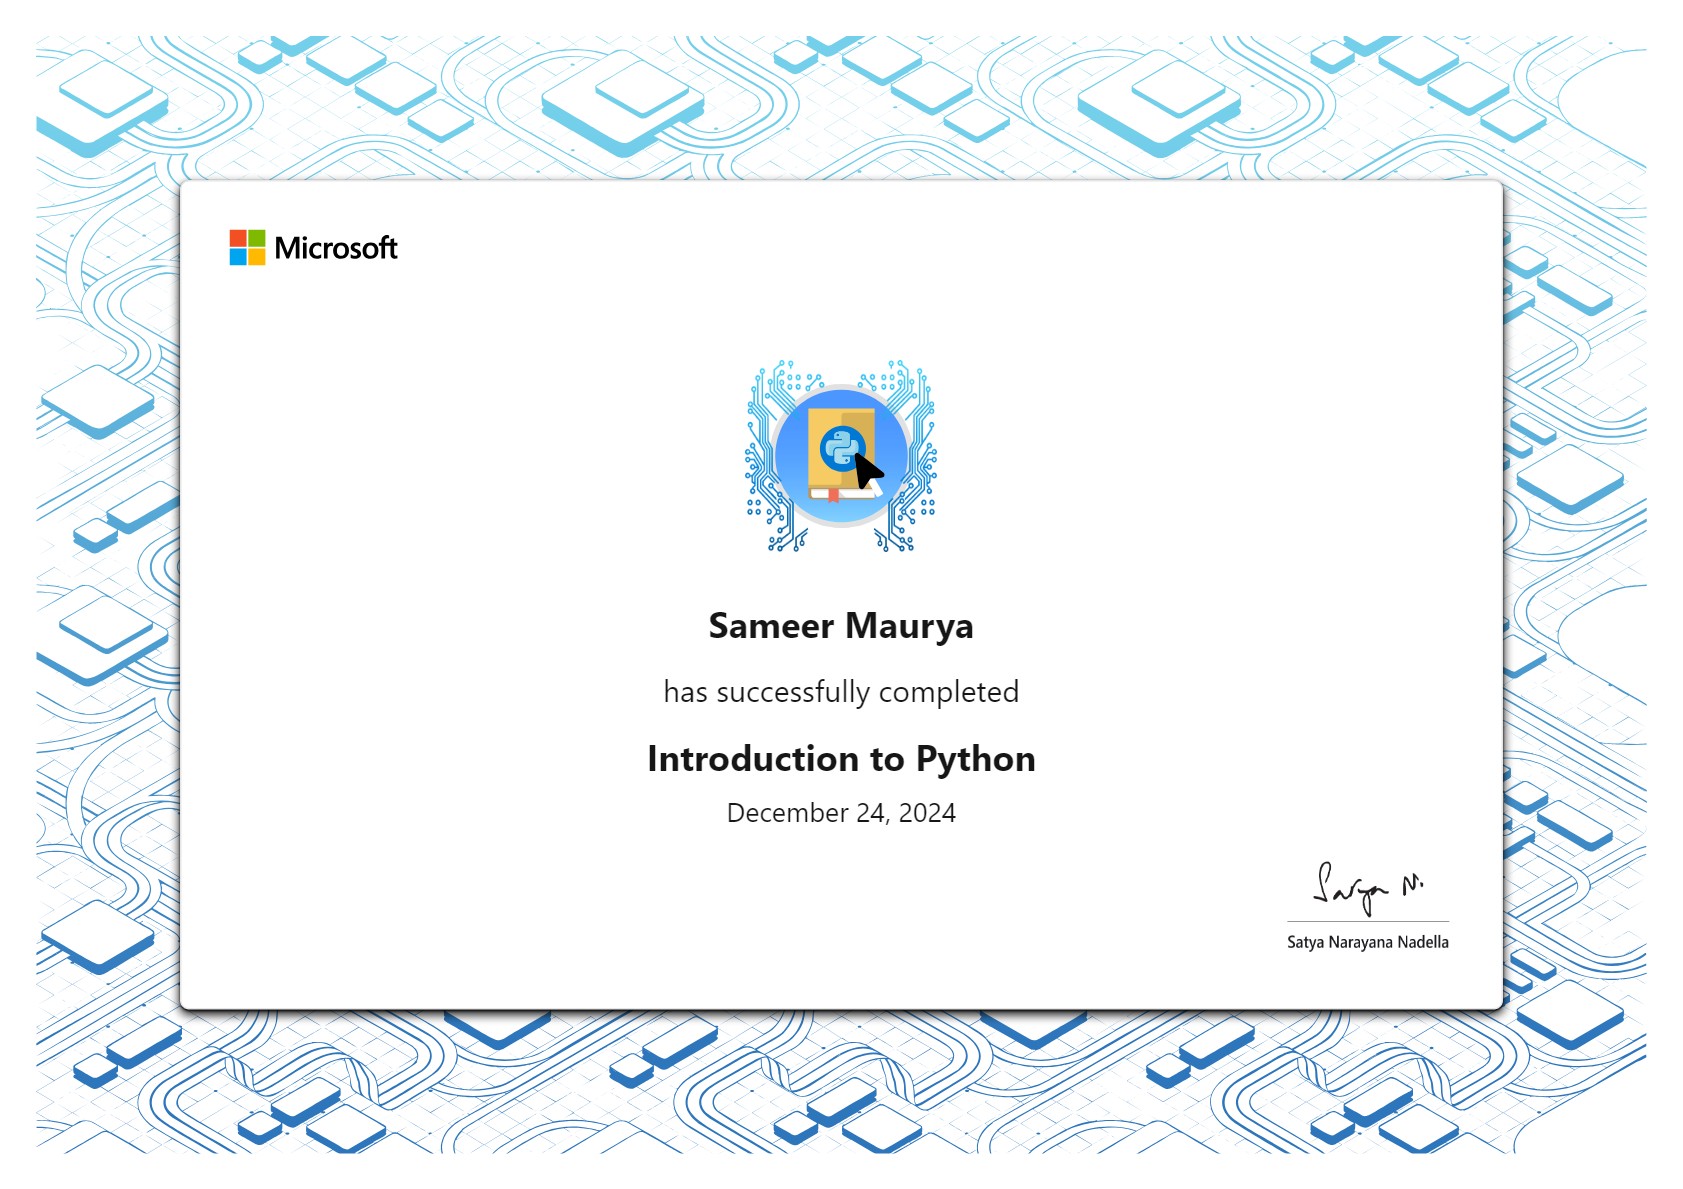 Microsoft
Sameer Maurya
has successfully completed
Introduction to Python
December 24, 2024
Satya N.
Satya Narayana Nadella